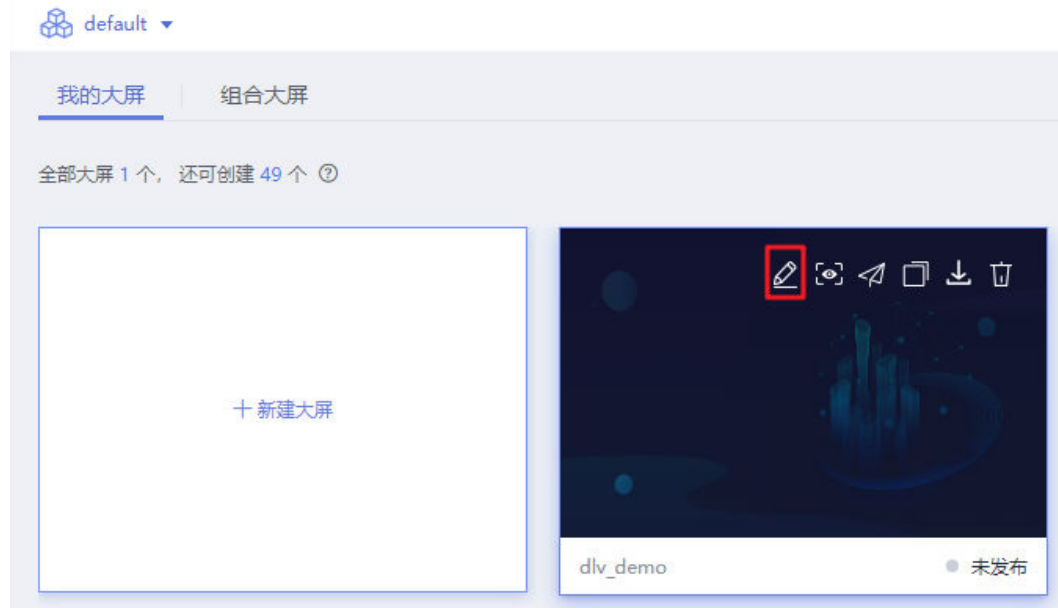 default
我的大屏 组合大屏
全部大屏 1 个, 还可创建 49 个
新建大屏
dlv_demo 未发布